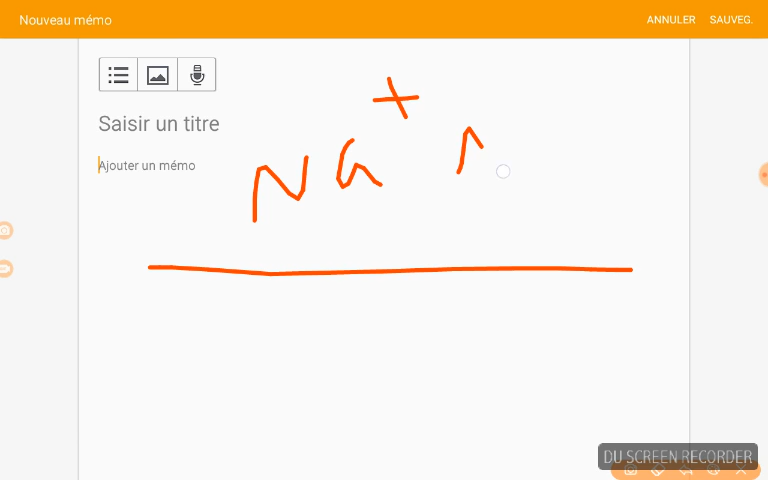 Nouveau mémo
ANNULER SAUVEG.
Saisir un titre
Ajouter un mémo
Na+
DU SCREEN RECORDER